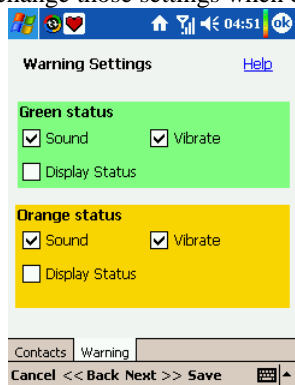 change those settings when
04:51 ok
Warning Settings Help
Green status
Sound Vibrate
Display Status
Orange status
Sound Vibrate
Display Status
Contacts Warning
Cancel << Back Next >> Save